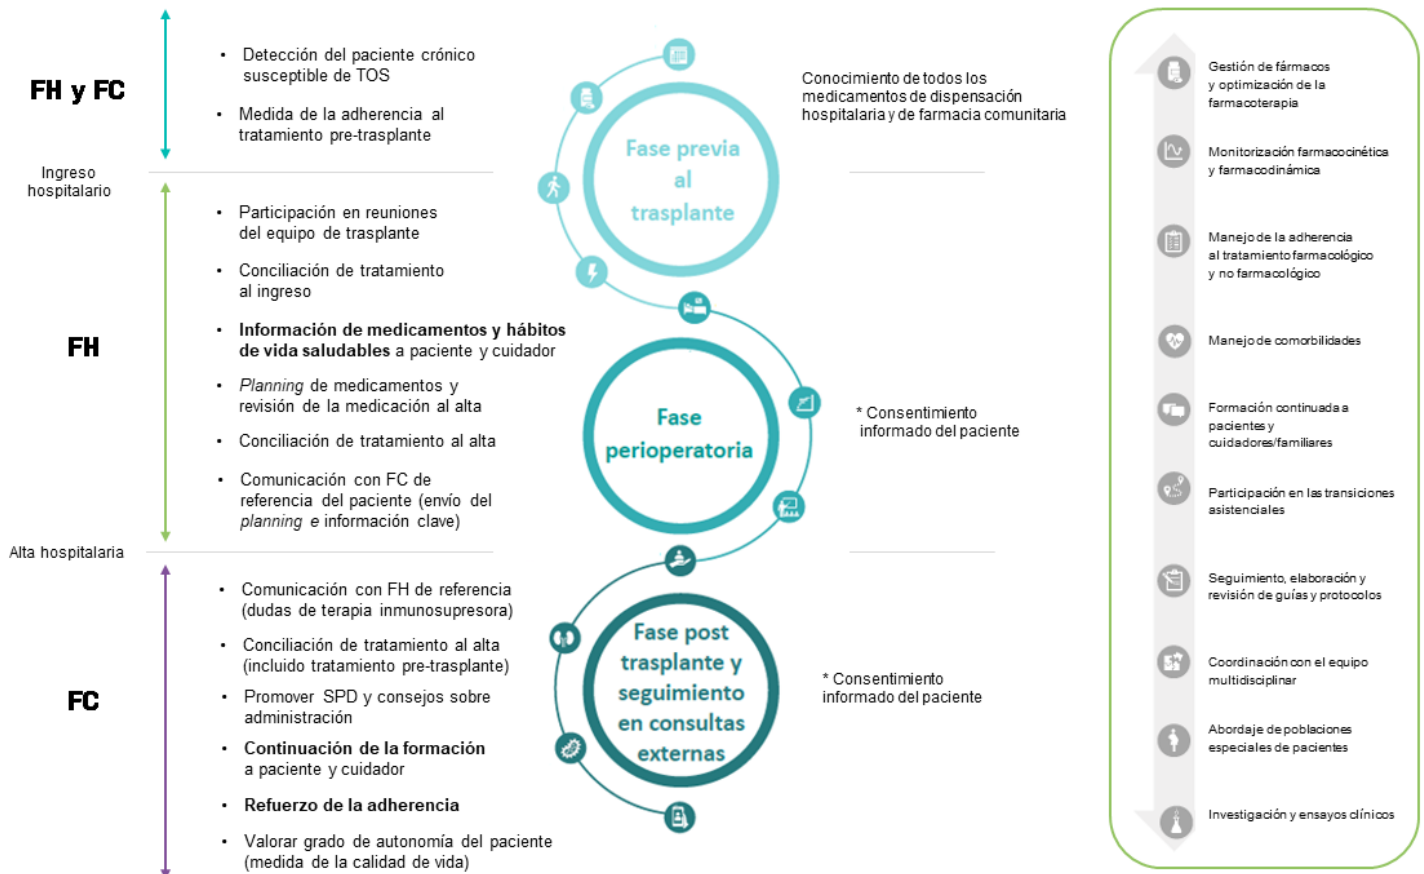 FH y FC
• Detección del paciente crónico
susceptible de TOS
• Medida de la adherencia al
tratamiento pre-trasplante
Fase previa
al
trasplante
Conocimiento de todos los
medicamentos de dispensación
hospitalaria y de farmacia comunitaria
Ingreso
hospitalario
FH
• Participación en reuniones
del equipo de trasplante
• Conciliación de tratamiento
al ingreso
• Información de medicamentos y hábitos
de vida saludables a paciente y cuidador
• Planning de medicamentos y
revisión de la medicación al alta
• Conciliación de tratamiento al alta
• Comunicación con FC de
referencia del paciente (envío del
planning e información clave)
Fase
perioperatoria
* Consentimiento
informado del paciente
Alta hospitalaria
FC
• Comunicación con FH de referencia
(dudas de terapia inmunosupresora)
• Conciliación de tratamiento al alta
(incluido tratamiento pre-trasplante)
• Promover SPD y consejos sobre
administración
• Continuación de la formación
a paciente y cuidador
• Refuerzo de la adherencia
• Valorar grado de autonomía del paciente
(medida de la calidad de vida)
Fase post
trasplante y
seguimiento
en consultas
externas
* Consentimiento
informado del paciente
Gestión de fármacos
y optimización de la
farmacoterapia
Monitorización farmacocinética
y farmacodinámica
Manejo de la adherencia
al tratamiento farmacológico
y no farmacológico
Manejo de comorbilidades
Formación continuada a
pacientes y
cuidadores/familiares
Participación en las transiciones
asistenciales
Seguimiento, elaboración y
revisión de guías y protocolos
Coordinación con el equipo
multidisciplinar
Abordaje de poblaciones
especiales de pacientes
Investigación y ensayos clínicos